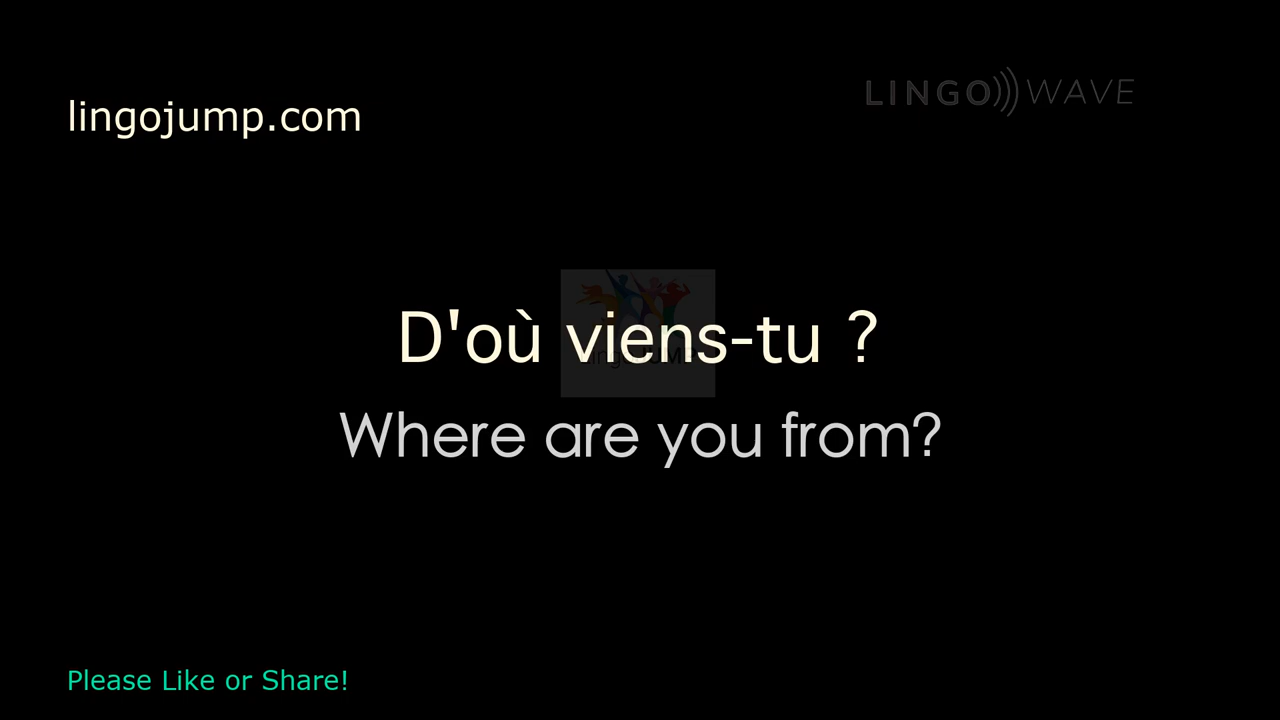 lingojump.com
LINGO WAVE
D'où viens-tu ?
Where are you from?
Please Like or Share!